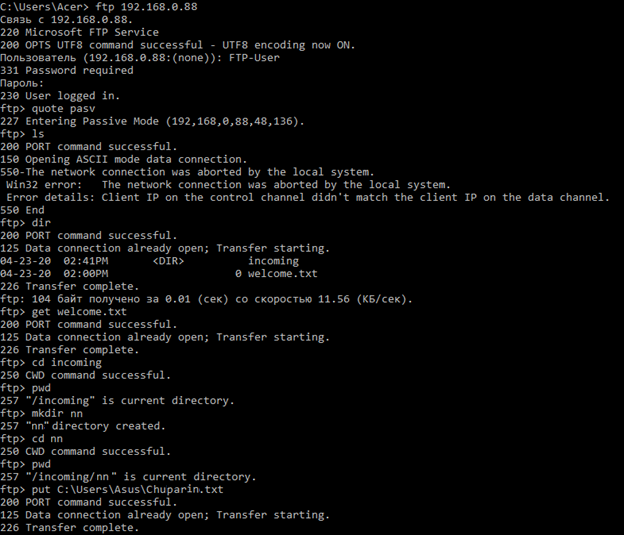 C:\Users\Acer> ftp 192.168.0.88
Связь с 192.168.0.88.
220 Microsoft FTP Service
200 OPTS UTF8 command successful - UTF8 encoding now ON.
Пользователь (192.168.0.88:(none)): FTP-User
331 Password required
Пароль:
230 User logged in.
ftp> quote pasv
227 Entering Passive Mode (192,168,0,88,48,136).
ftp> ls
200 PORT command successful.
150 Opening ASCII mode data connection.
550-The network connection was aborted by the local system.
 Win32 error:   The network connection was aborted by the local system.
 Error details: Client IP on the control channel didn't match the client IP on the data channel.
550 End
ftp> dir
200 PORT command successful.
125 Data connection already open; Transfer starting.
04-23-20  02:41PM       <DIR>          incoming
04-23-20  02:00PM                    0 welcome.txt
226 Transfer complete.
ftp: 104 байт получено за 0.01 (сек) со скоростью 11.56 (КБ/сек).
ftp> get welcome.txt
200 PORT command successful.
125 Data connection already open; Transfer starting.
226 Transfer complete.
ftp> cd incoming
250 CWD command successful.
ftp> pwd
257 "/incoming" is current directory.
ftp> mkdir nn
257 "nn" directory created.
ftp> cd nn
250 CWD command successful.
ftp> pwd
257 "/incoming/nn" is current directory.
ftp> put C:\Users\Asus\Chuparin.txt
200 PORT command successful.
125 Data connection already open; Transfer starting.
226 Transfer complete.